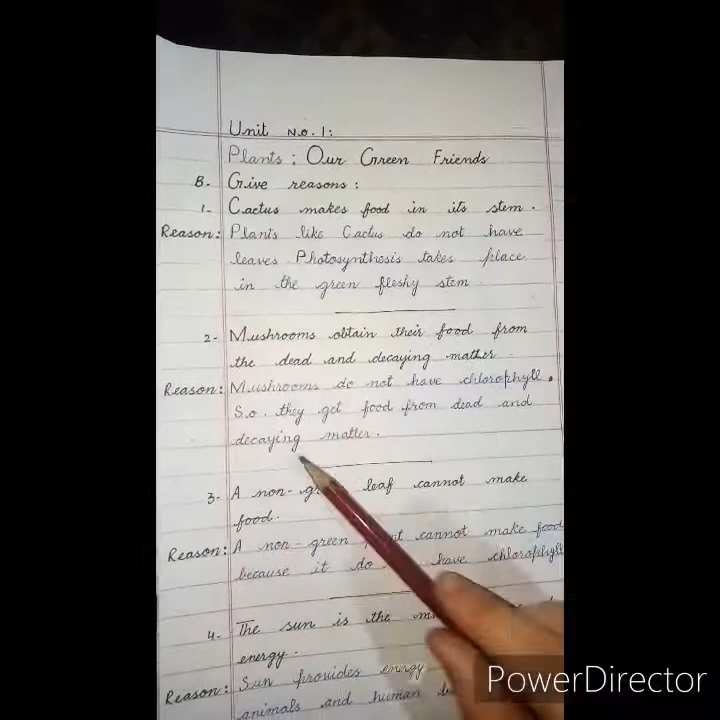 Unit No. 1:
Plants : Our Green Friends
B- Give reasons :
1- Cactus makes food in its stem.
Reason: Plants like Cactus do not have
leaves Photosynthesis takes place
in the green fleshy stem
2- Mushrooms obtain their food from
the dead and decaying matter.
Reason: Mushrooms do not have chlorophyll.
So. they get food from dead and
decaying matter.
3- A non- leaf cannot make
food.
Reason: A non-green cannot make food
because it do have chlorophyll
4- The sun is the
energy.
Reason: Sun provides energy
animals and human
PowerDirector